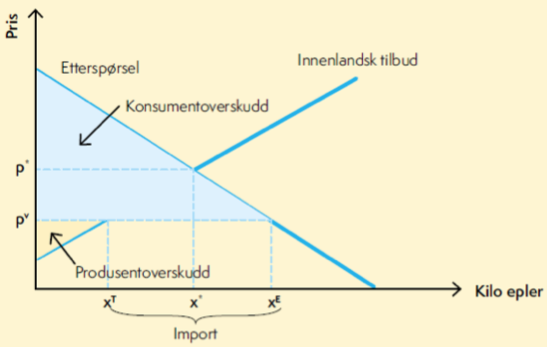 Pris
Etterspørsel
Innenlandsk tilbud
Konsumentoverskudd
p*
pᵛ
Produsentoverskudd
xᵀ
x*
xᴱ
Kilo epler
Import